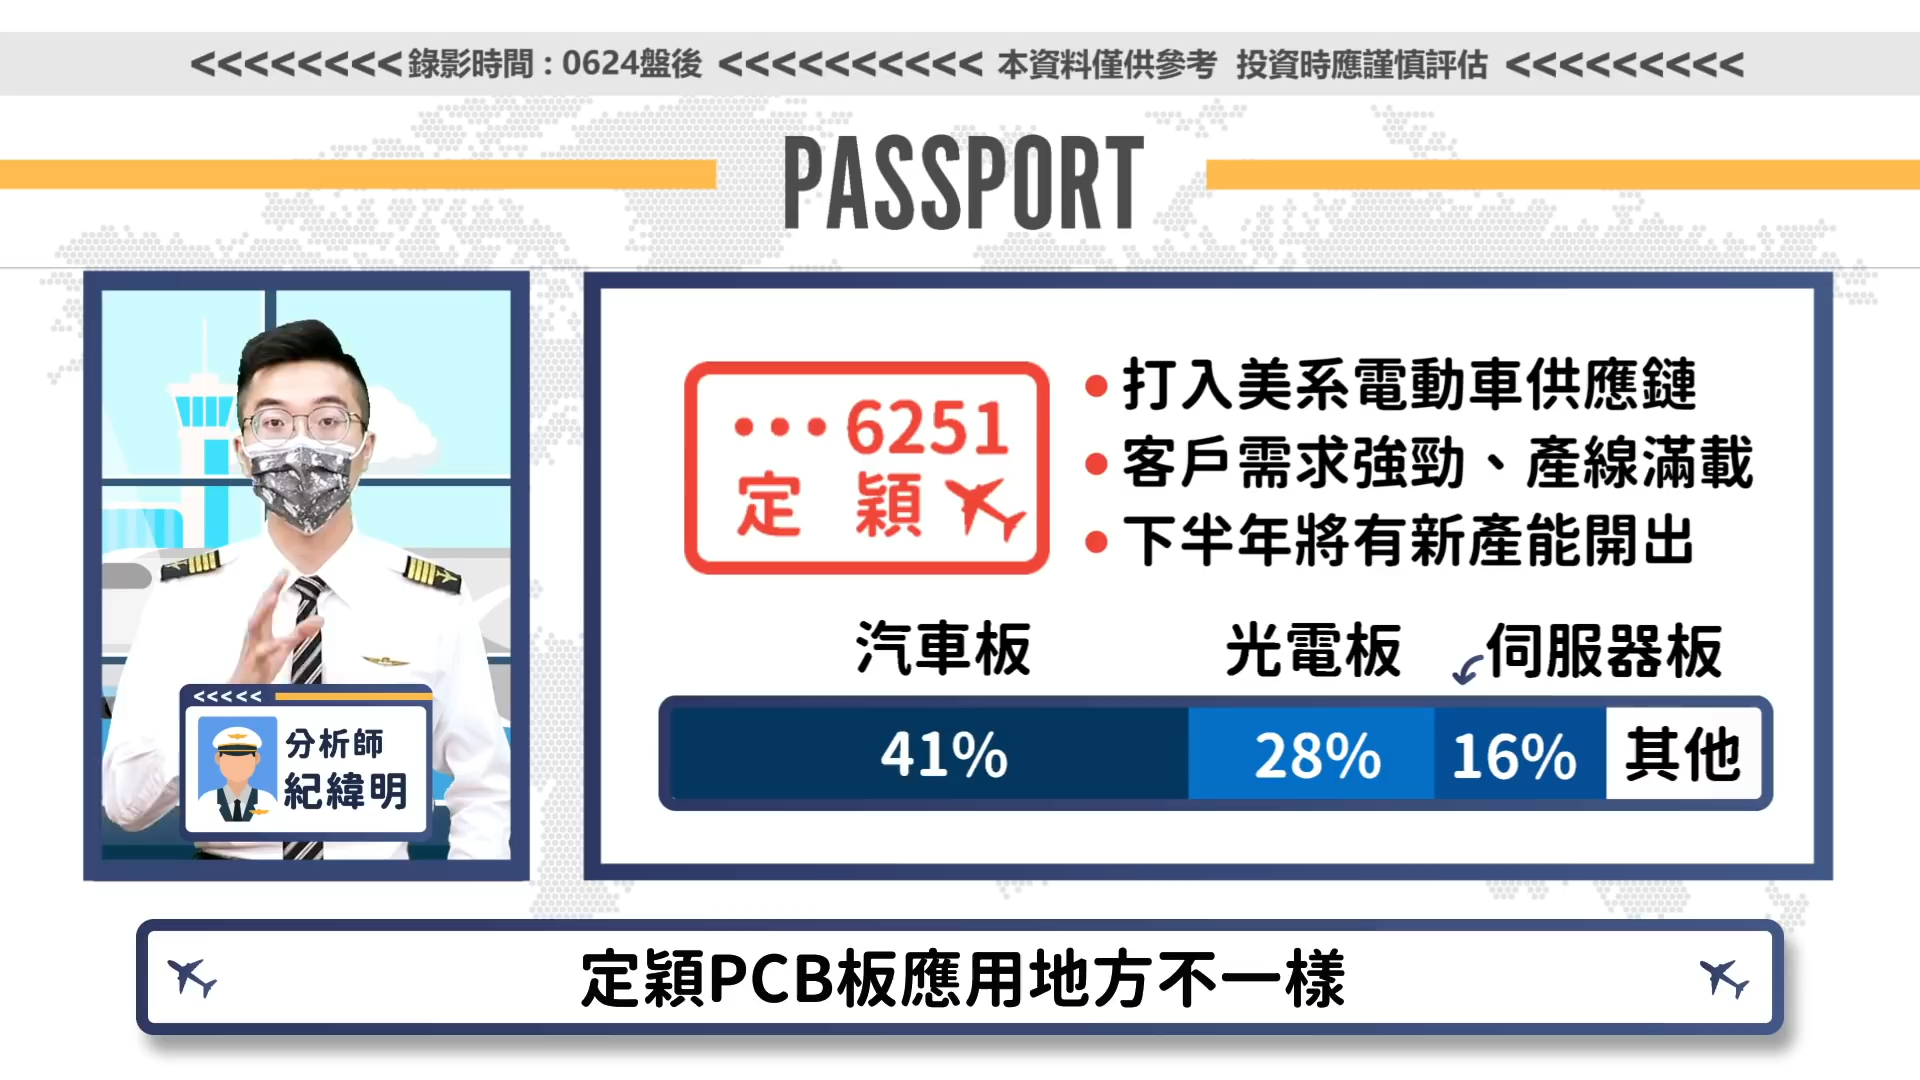 <<<<<<<< 錄影時間 : 0624盤後 <<<<<<<<<< 本資料僅供參考 投資時應謹慎評估 <<<<<<<<<
PASSPORT
•••6251
定 穎
•打入美系電動車供應鏈
•客戶需求強勁、產線滿載
•下半年將有新產能開出
汽車板 光電板 伺服器板
41% 28% 16% 其他
<<<<<
分析師
紀緯明
定穎PCB板應用地方不一樣